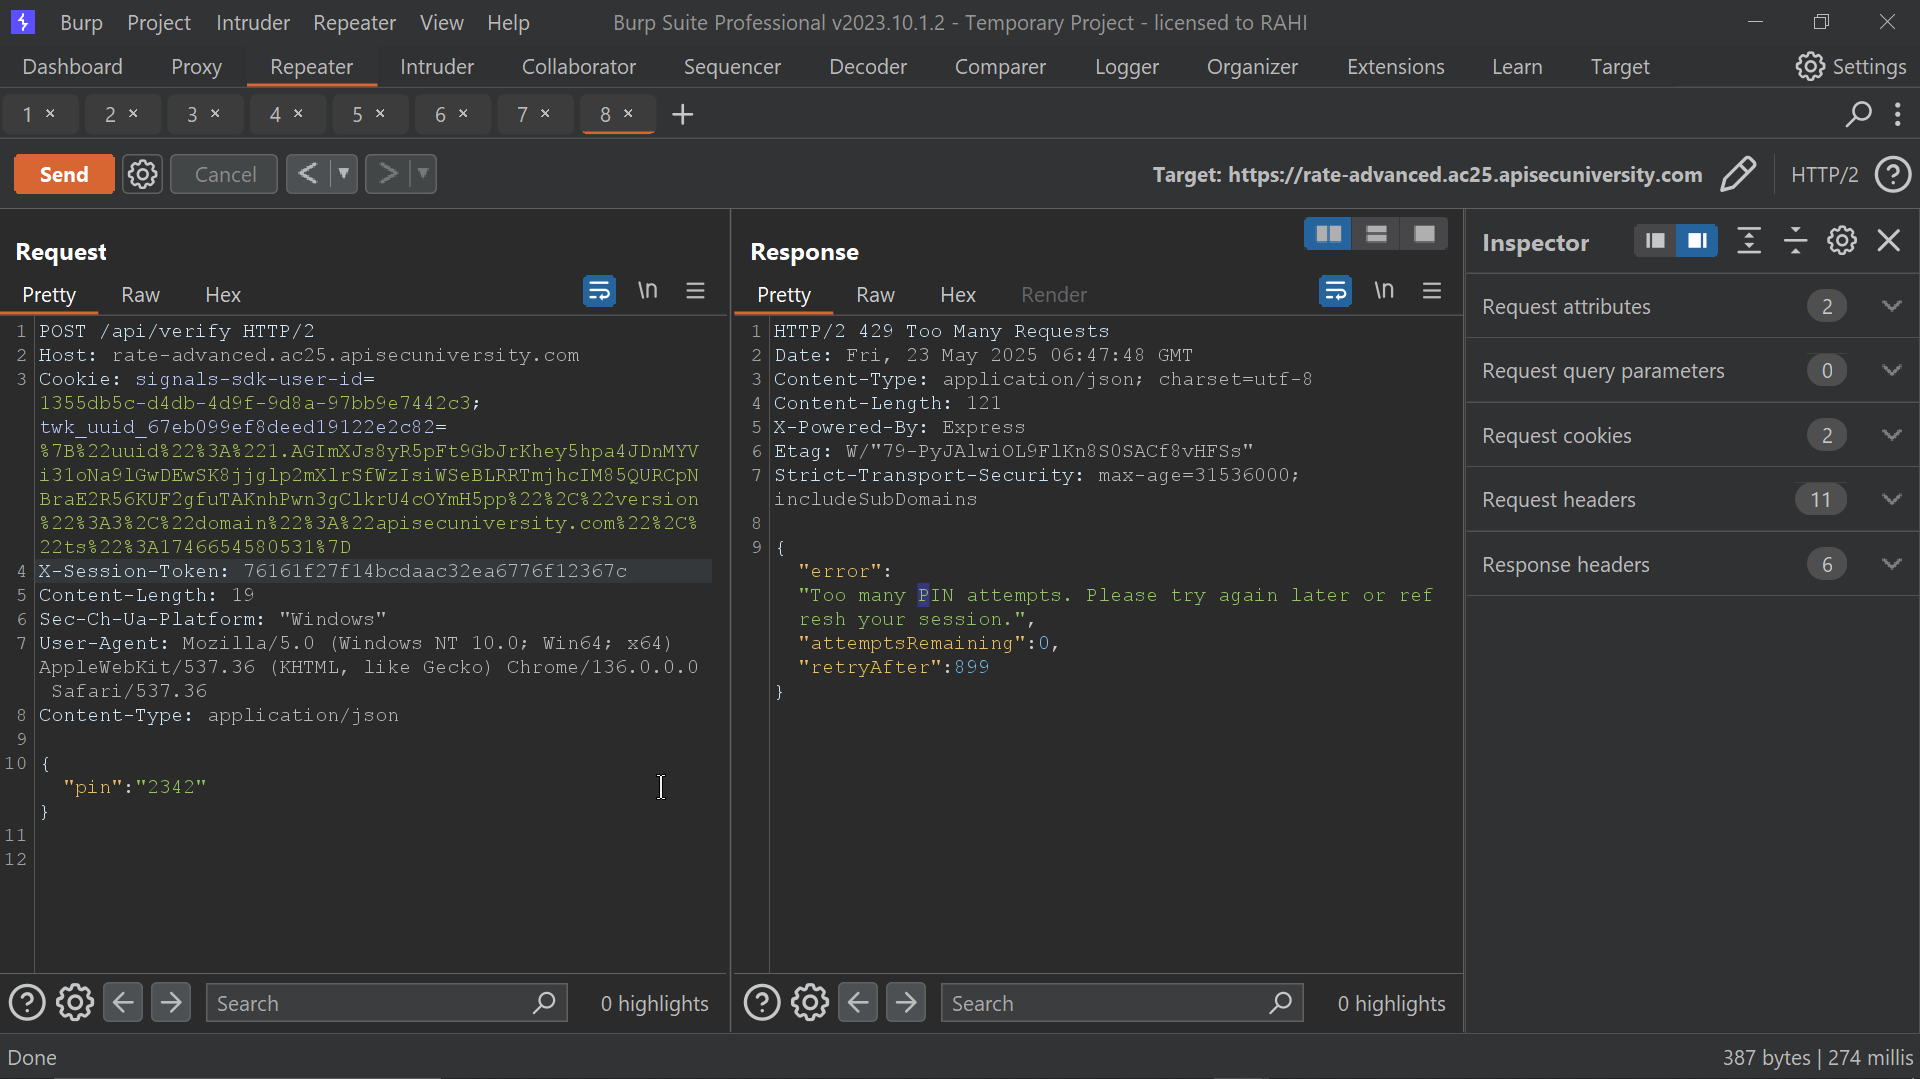 Burp Project Intruder Repeater View Help Burp Suite Professional v2023.10.1.2 - Temporary Project - licensed to RAHI
Dashboard Proxy Repeater Intruder Collaborator Sequencer Decoder Comparer Logger Organizer Extensions Learn Target Settings
1 × 2 × 3 × 4 × 5 × 6 × 7 × 8 × +
Send Cancel < > Target: https://rate-advanced.ac25.apisecuniversity.com HTTP/2 ?
Request
Pretty Raw Hex \n
1 POST /api/verify HTTP/2
2 Host: rate-advanced.ac25.apisecuniversity.com
3 Cookie: signals-sdk-user-id=
1355db5c-d4db-4d9f-9d8a-97bb9e7442c3;
twk_uuid_67eb099ef8deed19122e2c82=
%7B%22uuid%22%3A%221.AGImXJs8yR5pFt9GbJrKhey5hpa4JDnMYV
i31oNa9lGwDEwSK8jjglp2mXlrSfWzIsiWSeBLRRTmjhcIM85QURCpN
BraE2R56KUF2gfuTAKnhPwn3gClkrU4cOYmH5pp%22%2C%22version
%22%3A3%2C%22domain%22%3A%22apisecuniversity.com%22%2C%
22ts%22%3A1746654580531%7D
4 X-Session-Token: 76161f27f14bcdaac32ea6776f12367c
5 Content-Length: 19
6 Sec-Ch-Ua-Platform: "Windows"
7 User-Agent: Mozilla/5.0 (Windows NT 10.0; Win64; x64)
AppleWebKit/537.36 (KHTML, like Gecko) Chrome/136.0.0.0
Safari/537.36
8 Content-Type: application/json
9
10 {
"pin":"2342"
}
11
12
? Search 0 highlights
Response
Pretty Raw Hex Render \n
1 HTTP/2 429 Too Many Requests
2 Date: Fri, 23 May 2025 06:47:48 GMT
3 Content-Type: application/json; charset=utf-8
4 Content-Length: 121
5 X-Powered-By: Express
6 Etag: W/"79-PyJAlwiOL9FlKn8S0SACf8vHFSs"
7 Strict-Transport-Security: max-age=31536000;
includeSubDomains
8
9 {
"error":
"Too many PIN attempts. Please try again later or ref
resh your session.",
"attemptsRemaining":0,
"retryAfter":899
}
? Search 0 highlights
Inspector
Request attributes 2
Request query parameters 0
Request cookies 2
Request headers 11
Response headers 6
Done 387 bytes | 274 millis